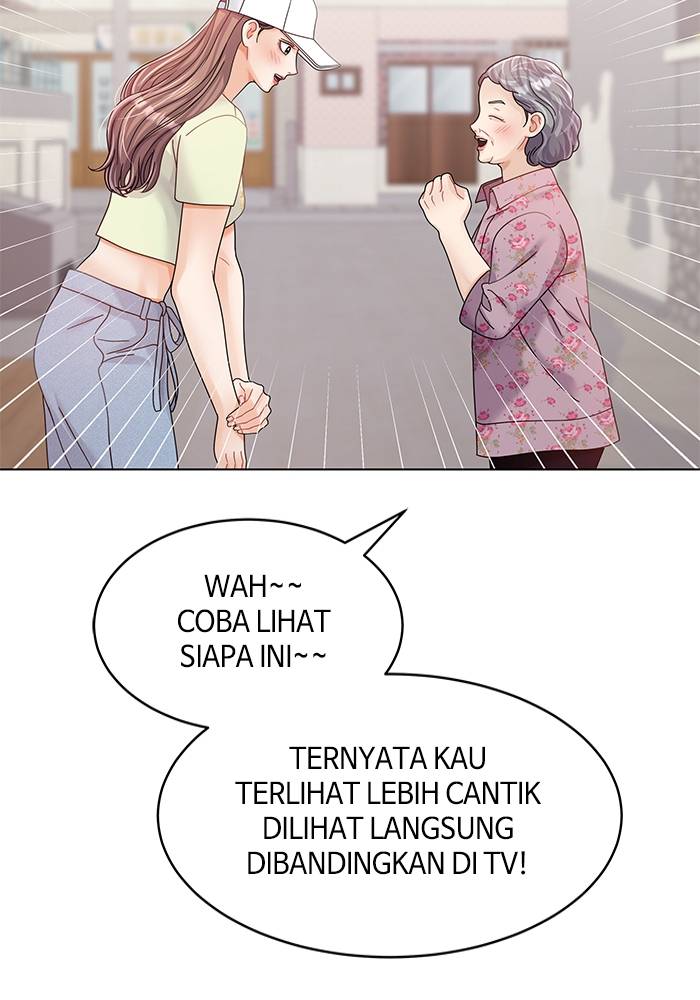 WAH~~
COBA LIHAT
SIAPA INI~~
TERNYATA KAU
TERLIHAT LEBIH CANTIK
DILIHAT LANGSUNG
DIBANDINGKAN DI TV!